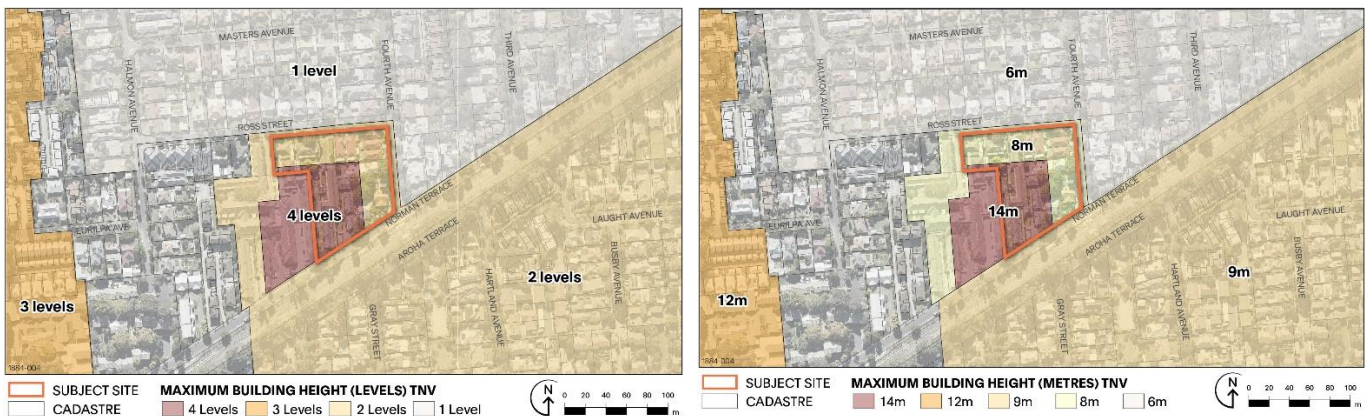 MASTERS AVENUE
HALMON AVENUE
FOURTH AVENUE
THIRD AVENUE
1 level
ROSS STREET
4 levels
NORMAN TERRACE
AROHA TERRACE
EURILPA AVE
LAUGHT AVENUE
BUSBY AVENUE
2 levels
HARTLAND AVENUE
GRAY STREET
3 levels
1884-004
SUBJECT SITE
CADASTRE
MAXIMUM BUILDING HEIGHT (LEVELS) TNV
4 Levels
3 Levels
2 Levels
1 Level
N
0 20 40 60 80 100
m
MASTERS AVENUE
HALMON AVENUE
FOURTH AVENUE
THIRD AVENUE
6m
ROSS STREET
8m
14m
NORMAN TERRACE
AROHA TERRACE
EURILPA AVE
LAUGHT AVENUE
BUSBY AVENUE
9m
HARTLAND AVENUE
GRAY STREET
12m
1884-004
SUBJECT SITE
CADASTRE
MAXIMUM BUILDING HEIGHT (METRES) TNV
14m
12m
9m
8m
6m
N
0 20 40 60 80 100
m